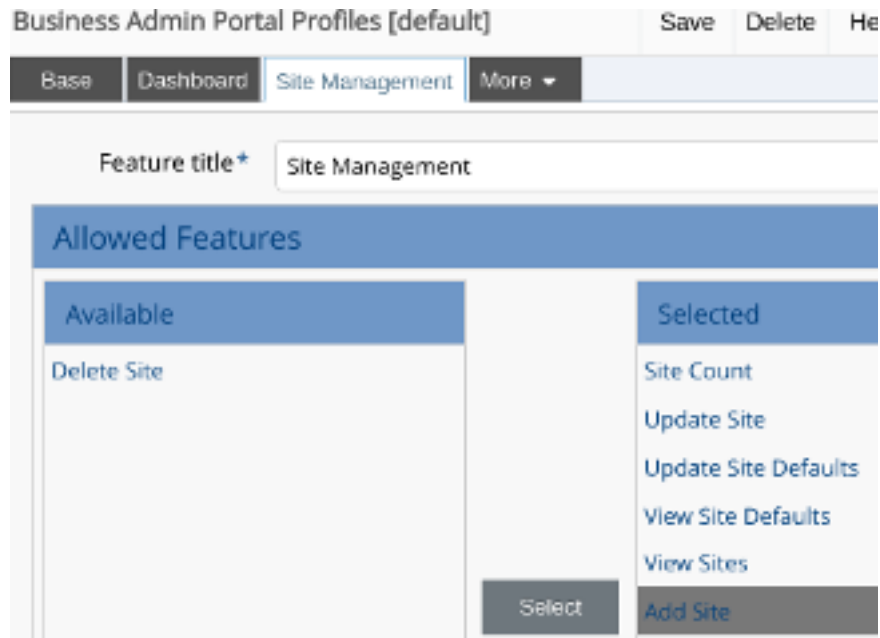 Business Admin Portal Profiles [default] Save Delete He
Base Dashboard Site Management More
Feature title* Site Management
Allowed Features
Available Selected
Delete Site Site Count
Update Site
Update Site Defaults
View Site Defaults
View Sites
Select Add Site